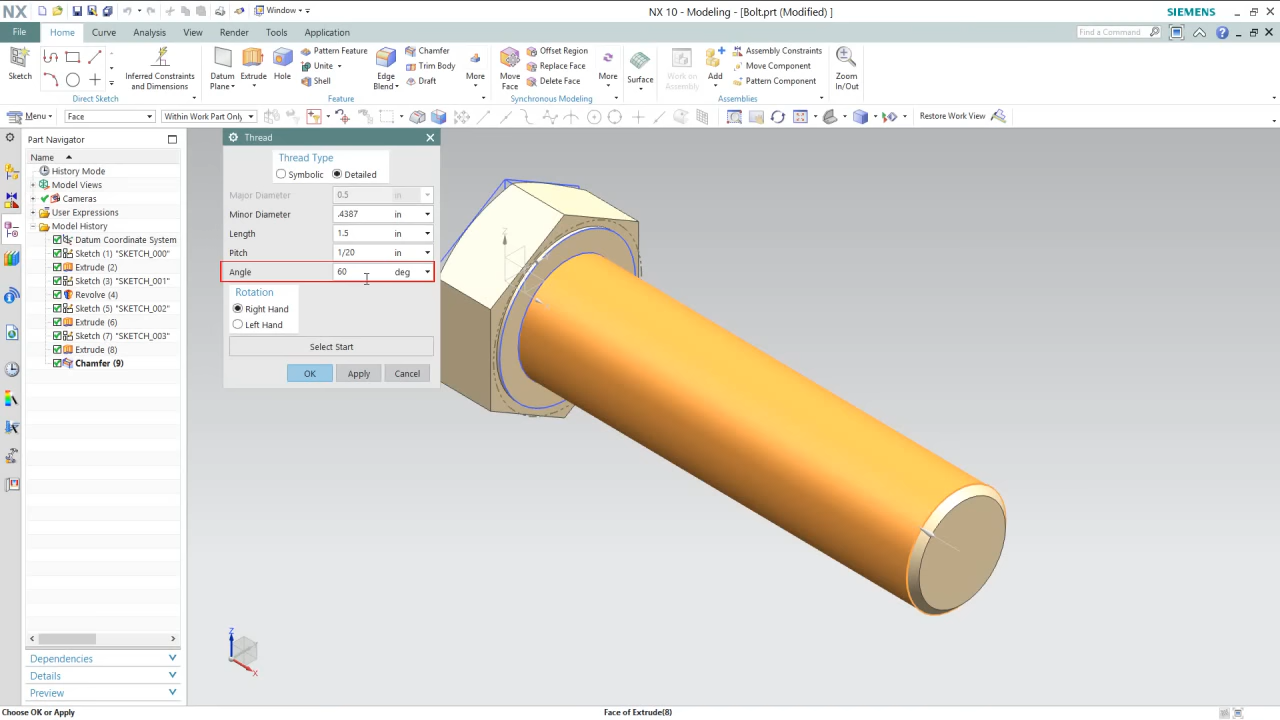 NX
Window
NX 10 - Modeling - [Bolt.prt (Modified) ]
SIEMENS
File
Home
Curve
Analysis
View
Render
Tools
Application
Find a Command
Sketch
Inferred Constraints and Dimensions
Direct Sketch
Datum Plane
Extrude
Hole
Pattern Feature
Unite
Shell
Edge Blend
Chamfer
Trim Body
Draft
More
Feature
Move Face
Offset Region
Replace Face
Delete Face
More
Synchronous Modeling
Surface
Work on Assembly
Add
Assembly Constraints
Move Component
Pattern Component
Assemblies
Zoom In/Out
Menu
Face
Within Work Part Only
Restore Work View
Part Navigator
Name
History Mode
Model Views
Cameras
User Expressions
Model History
Datum Coordinate System
Sketch (1) "SKETCH_000"
Extrude (2)
Sketch (3) "SKETCH_001"
Revolve (4)
Sketch (5) "SKETCH_002"
Extrude (6)
Sketch (7) "SKETCH_003"
Extrude (8)
Chamfer (9)
Dependencies
Details
Preview
Thread
Thread Type
Symbolic
Detailed
Major Diameter 0.5 in
Minor Diameter .4387 in
Length 1.5 in
Pitch 1/20 in
Angle 60 deg
Rotation
Right Hand
Left Hand
Select Start
OK
Apply
Cancel
Z
Z
X
Choose OK or Apply
Face of Extrude(8)